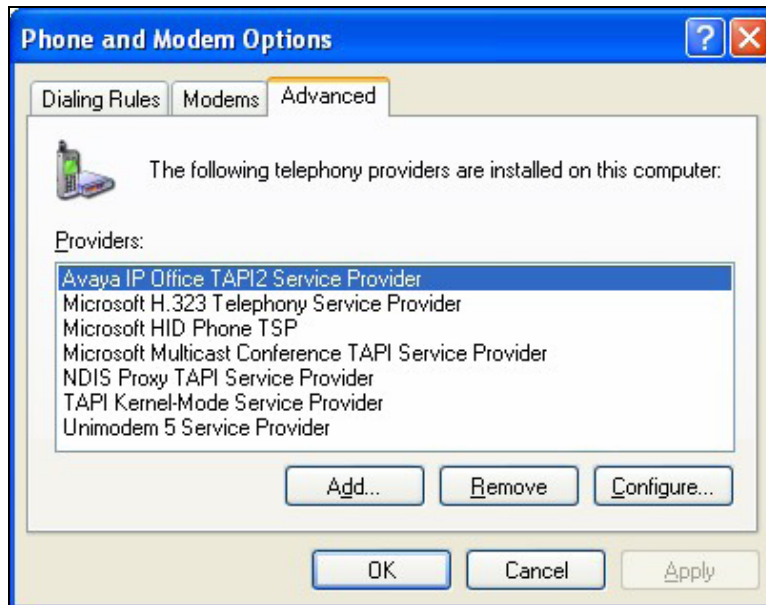 Phone and Modem Options
Dialing Rules Modems Advanced
The following telephony providers are installed on this computer:
Providers:
Avaya IP Office TAPI2 Service Provider
Microsoft H.323 Telephony Service Provider
Microsoft HID Phone TSP
Microsoft Multicast Conference TAPI Service Provider
NDIS Proxy TAPI Service Provider
TAPI Kernel-Mode Service Provider
Unimodem 5 Service Provider
Add... Remove Configure...
OK Cancel Apply